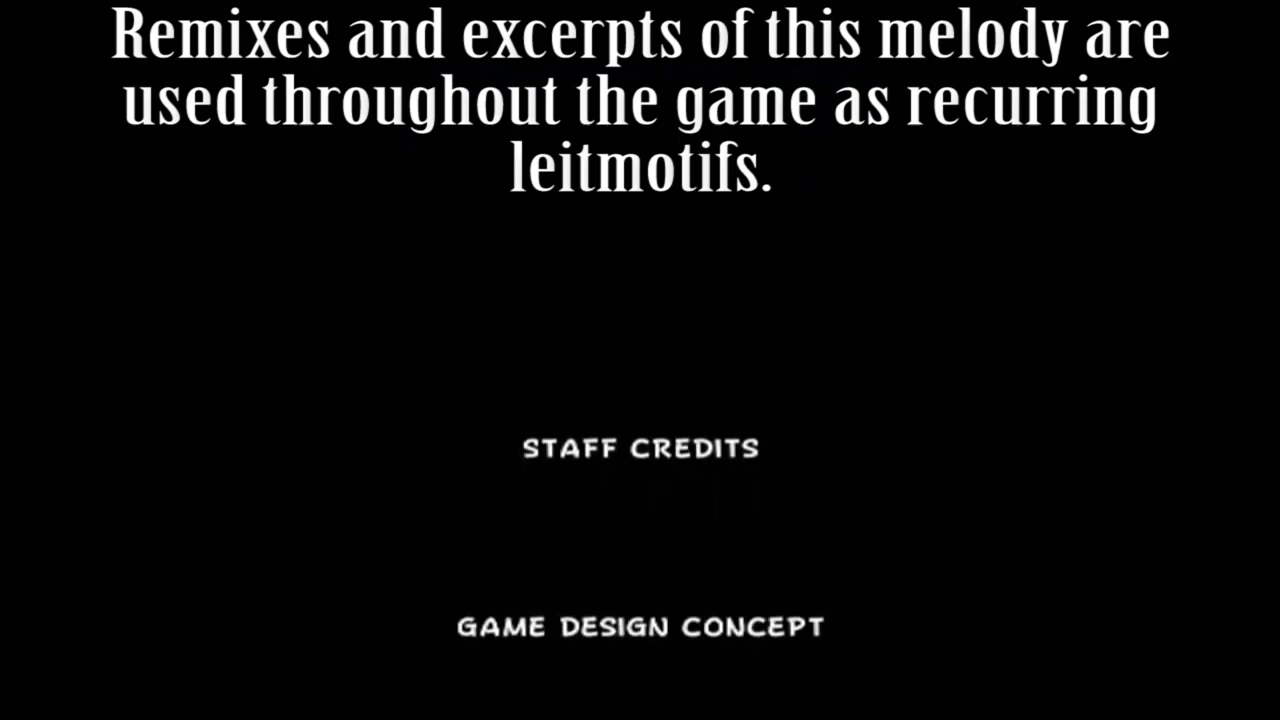 Remixes and excerpts of this melody are
used throughout the game as recurring
leitmotifs.
STAFF CREDITS
GAME DESIGN CONCEPT